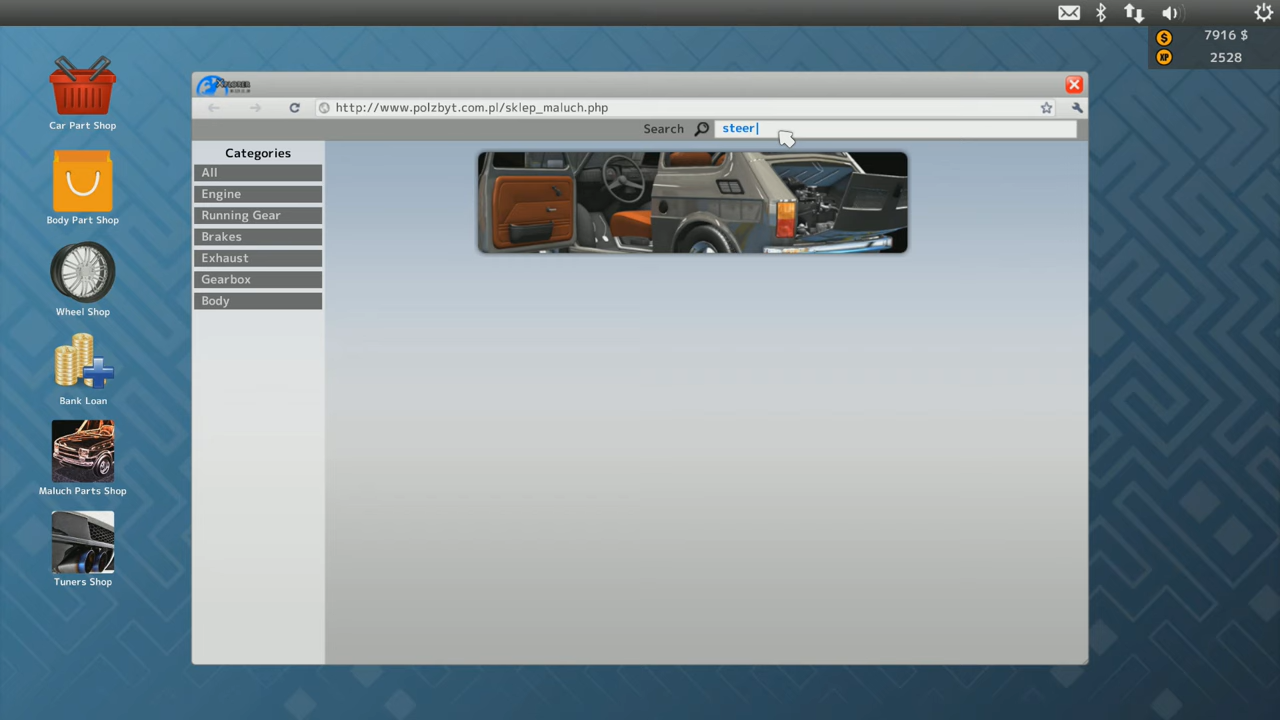 7916 $
2528
Car Part Shop
Body Part Shop
Wheel Shop
Bank Loan
Maluch Parts Shop
Tuners Shop
http://www.polzbyt.com.pl/sklep_maluch.php
Search
steer
Categories
All
Engine
Running Gear
Brakes
Exhaust
Gearbox
Body
$
XP